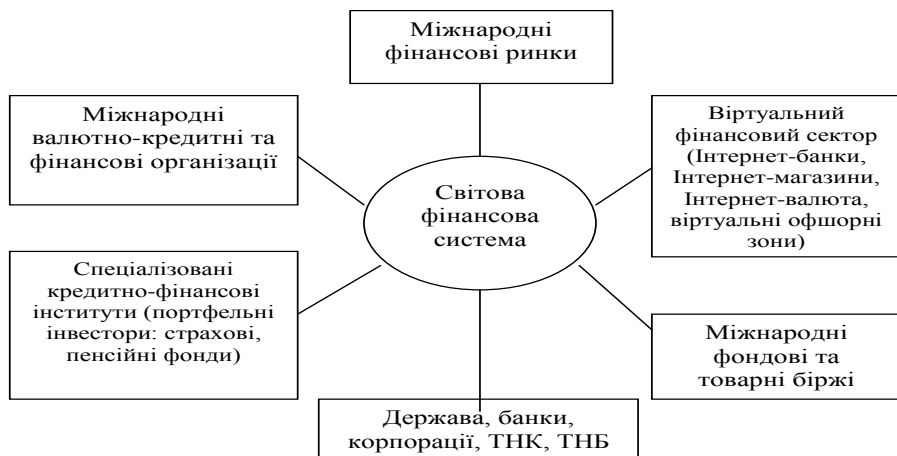 Міжнародні
фінансові ринки
Міжнародні
валютно-кредитні та
фінансові організації
Віртуальний
фінансовий сектор
(Інтернет-банки,
Інтернет-магазини,
Інтернет-валюта,
віртуальні офшорні
зони)
Світова
фінансова
система
Спеціалізовані
кредитно-фінансові
інститути (портфельні
інвестори: страхові,
пенсійні фонди)
Міжнародні
фондові та
товарні біржі
Держава, банки,
корпорації, ТНК, ТНБ